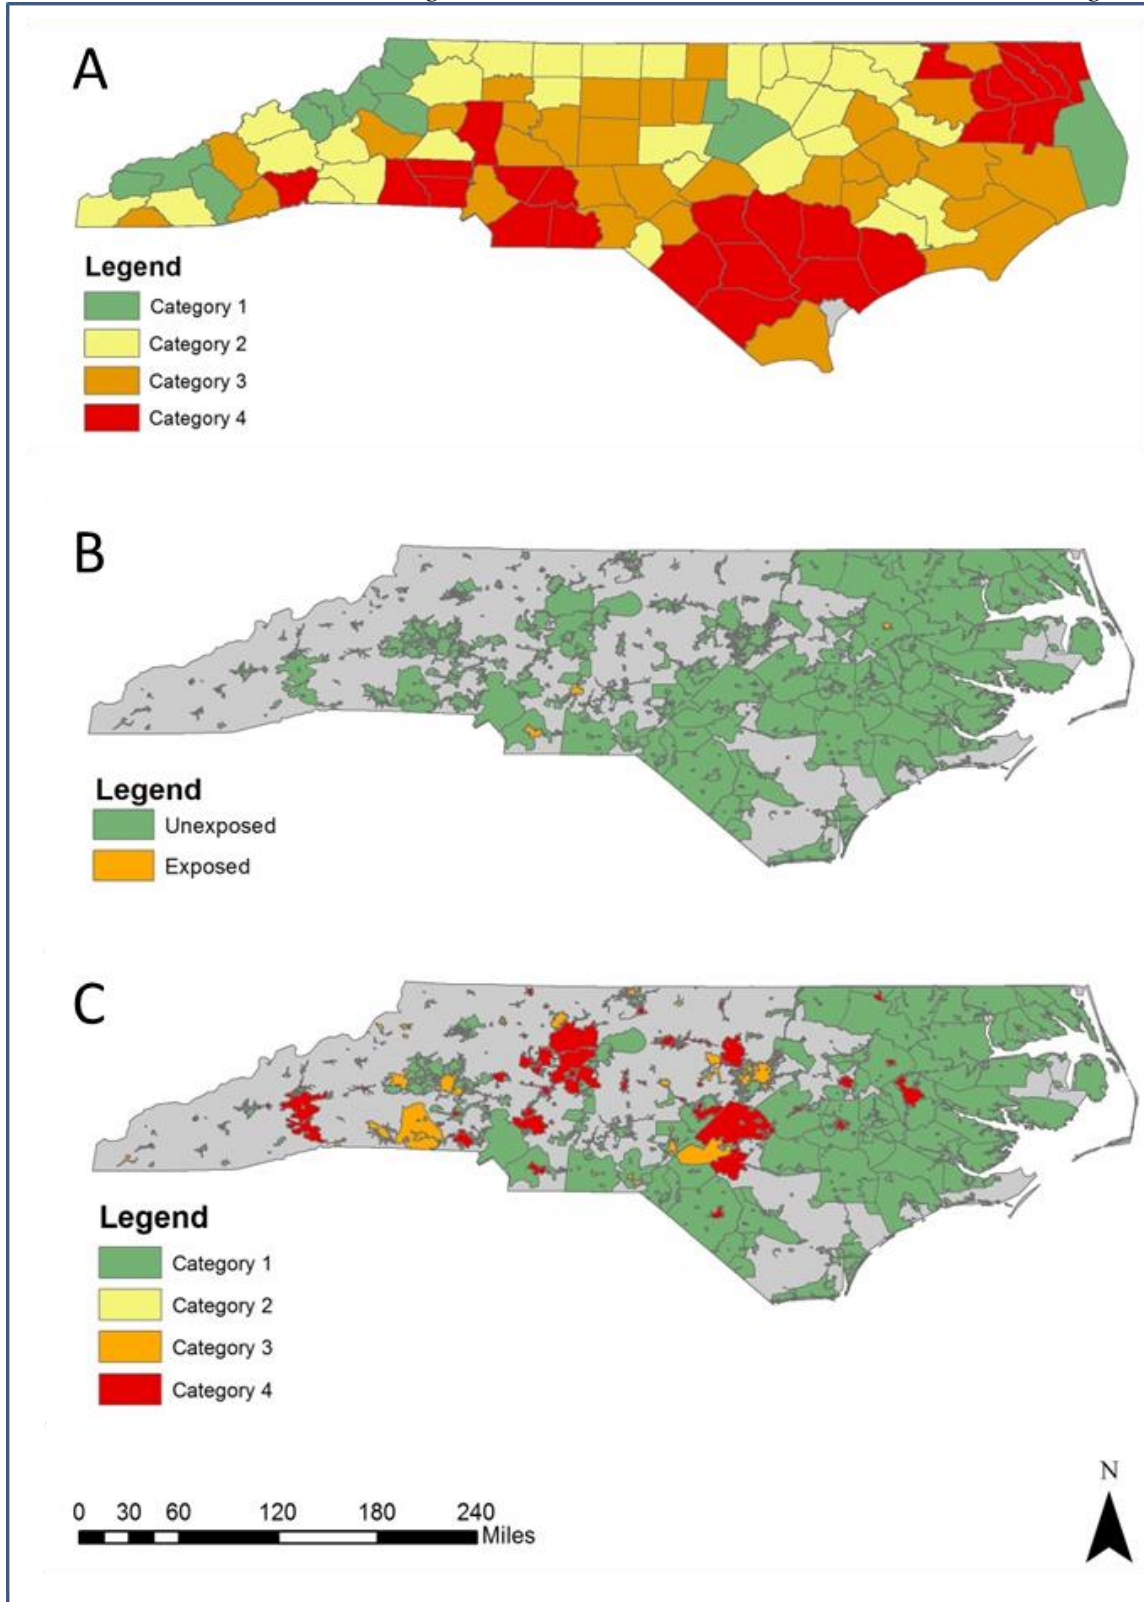 A
Legend
Category 1
Category 2
Category 3
Category 4
B
Legend
Unexposed
Exposed
C
Legend
Category 1
Category 2
Category 3
Category 4
N
0 30 60 120 180 240
Miles